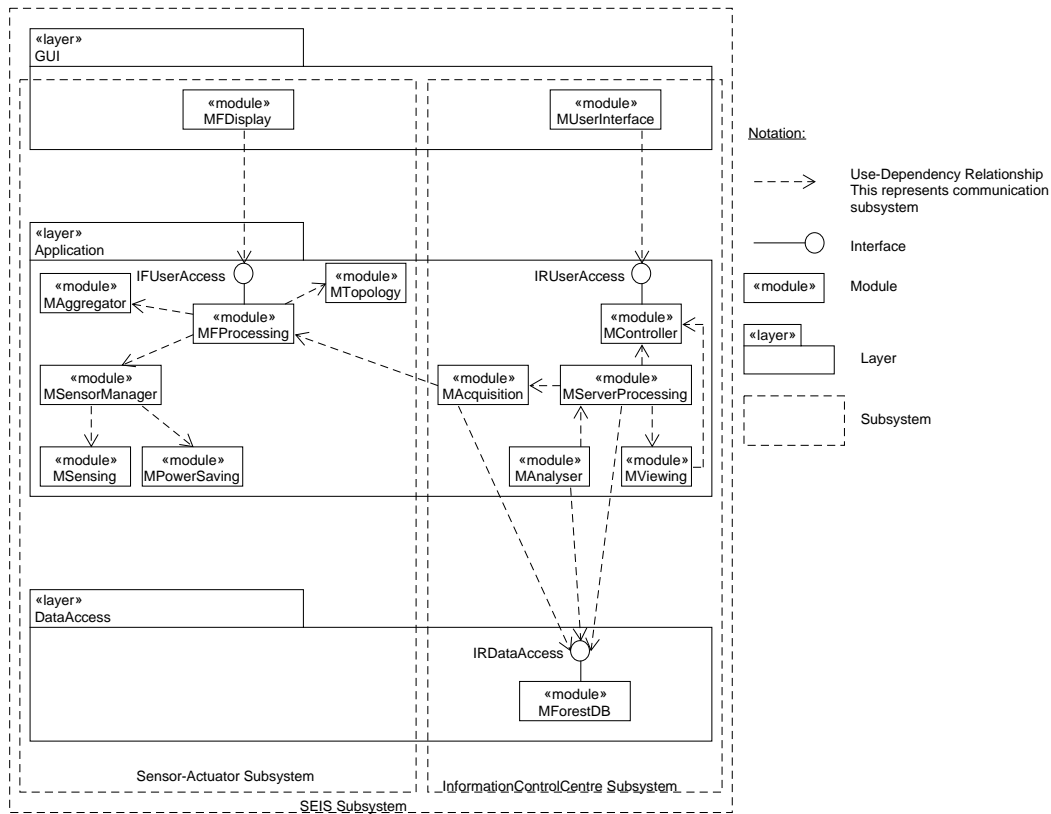 «layer»
GUI
«module»
MFDisplay
«module»
MUserInterface
Notation:
Use-Dependency Relationship
This represents communication
subsystem
Interface
«module»
Module
«layer»
Layer
Subsystem
«layer»
Application
IFUserAccess
IRUserAccess
«module»
MAggregator
«module»
MTopology
«module»
MFProcessing
«module»
MController
«module»
MSensorManager
«module»
MAcquisition
«module»
MServerProcessing
«module»
MSensing
«module»
MPowerSaving
«module»
MAnalyser
«module»
MViewing
«layer»
DataAccess
IRDataAccess
«module»
MForestDB
Sensor-Actuator Subsystem
InformationControlCentre Subsystem
SEIS Subsystem